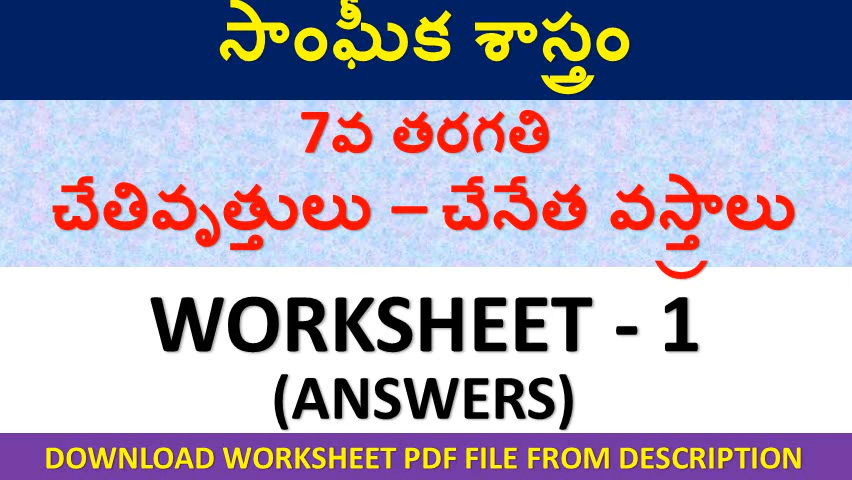 సాంఘీక శాస్త్రం
7వ తరగతి
చేతివృత్తులు – చేనేత వస్త్రాలు
WORKSHEET - 1
(ANSWERS)
DOWNLOAD WORKSHEET PDF FILE FROM DESCRIPTION